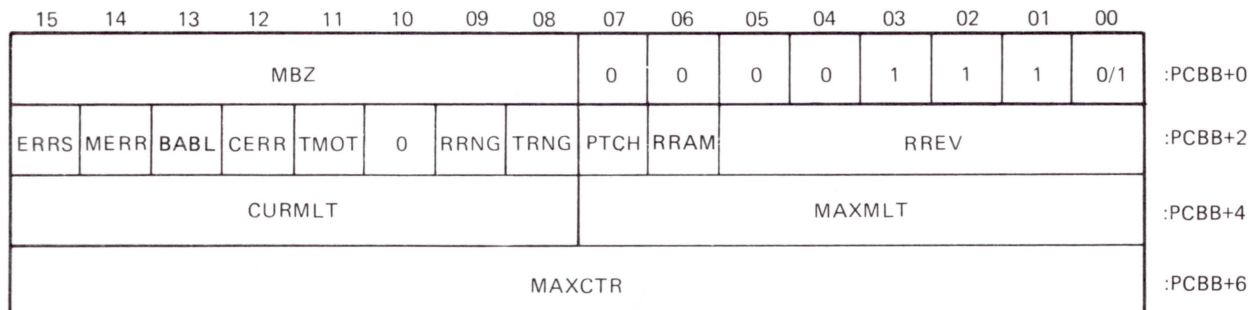 15 14 13 12 11 10 09 08 07 06 05 04 03 02 01 00
MBZ 0 0 0 0 1 1 1 0/1 :PCBB+0
ERRS MERR BABL CERR TMOT 0 RRNG TRNG PTCH RRAM RREV :PCBB+2
CURMLT MAXMLT :PCBB+4
MAXCTR :PCBB+6